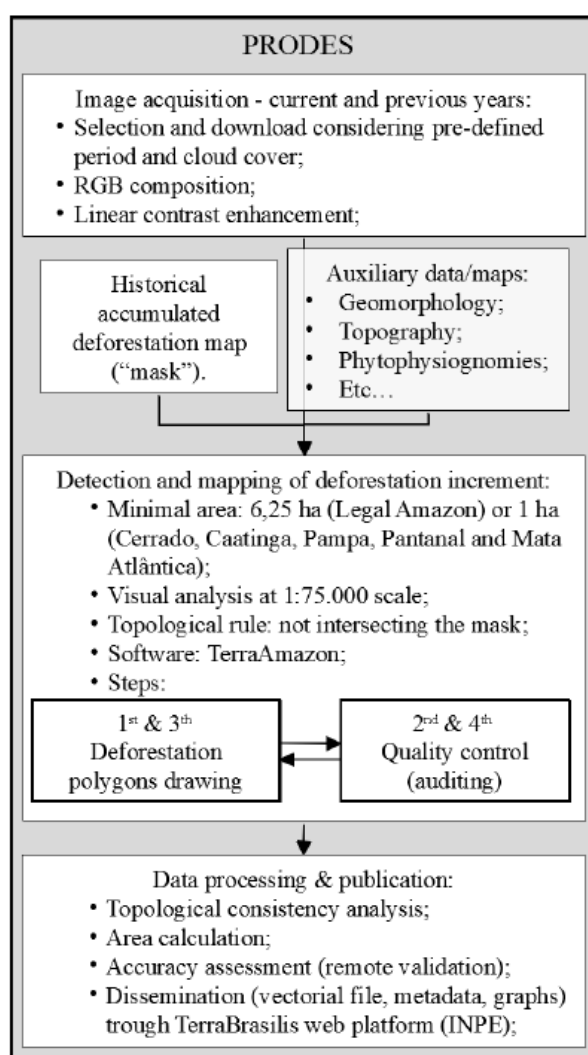 PRODES
Image acquisition - current and previous years:
• Selection and download considering pre-defined
period and cloud cover;
• RGB composition;
• Linear contrast enhancement;
Historical
accumulated
deforestation map
(“mask”).
Auxiliary data/maps:
• Geomorphology;
• Topography;
• Phytophysiognomies;
• Etc…
Detection and mapping of deforestation increment:
• Minimal area: 6,25 ha (Legal Amazon) or 1 ha
(Cerrado, Caatinga, Pampa, Pantanal and Mata
Atlântica);
• Visual analysis at 1:75.000 scale;
• Topological rule: not intersecting the mask;
• Software: TerraAmazon;
• Steps:
1st & 3th
Deforestation
polygons drawing
2nd & 4th
Quality control
(auditing)
Data processing & publication:
• Topological consistency analysis;
• Area calculation;
• Accuracy assessment (remote validation);
• Dissemination (vectorial file, metadata, graphs)
trough TerraBrasilis web platform (INPE);